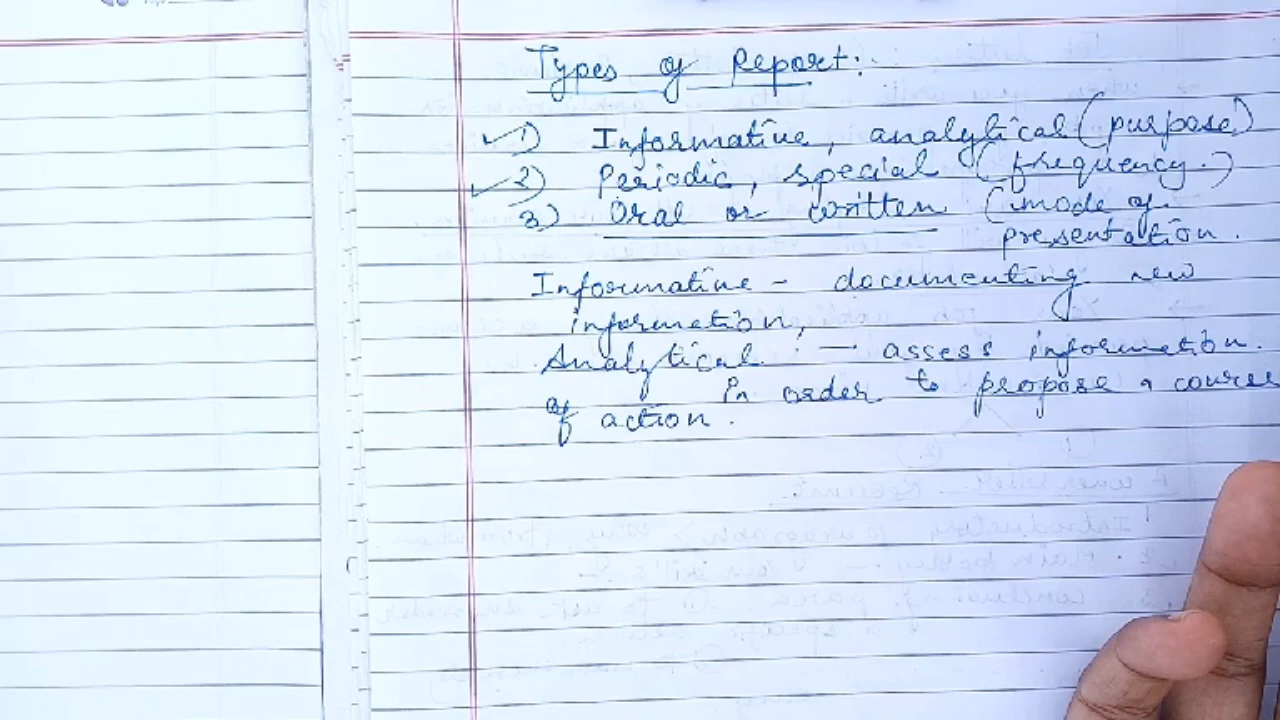 Types of Report:
1) Informative, analytical (purpose)
2) Periodic, special (frequency.)
3) Oral or written (mode of
presentation.
Informative - documenting new
information,
Analytical. - assess information.
in order to propose a course
of action.